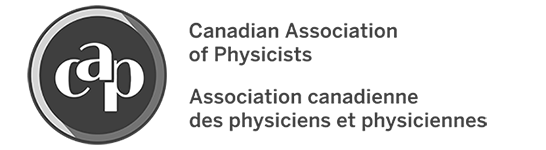 cap
Canadian Association
of Physicists
Association canadienne
des physiciens et physiciennes